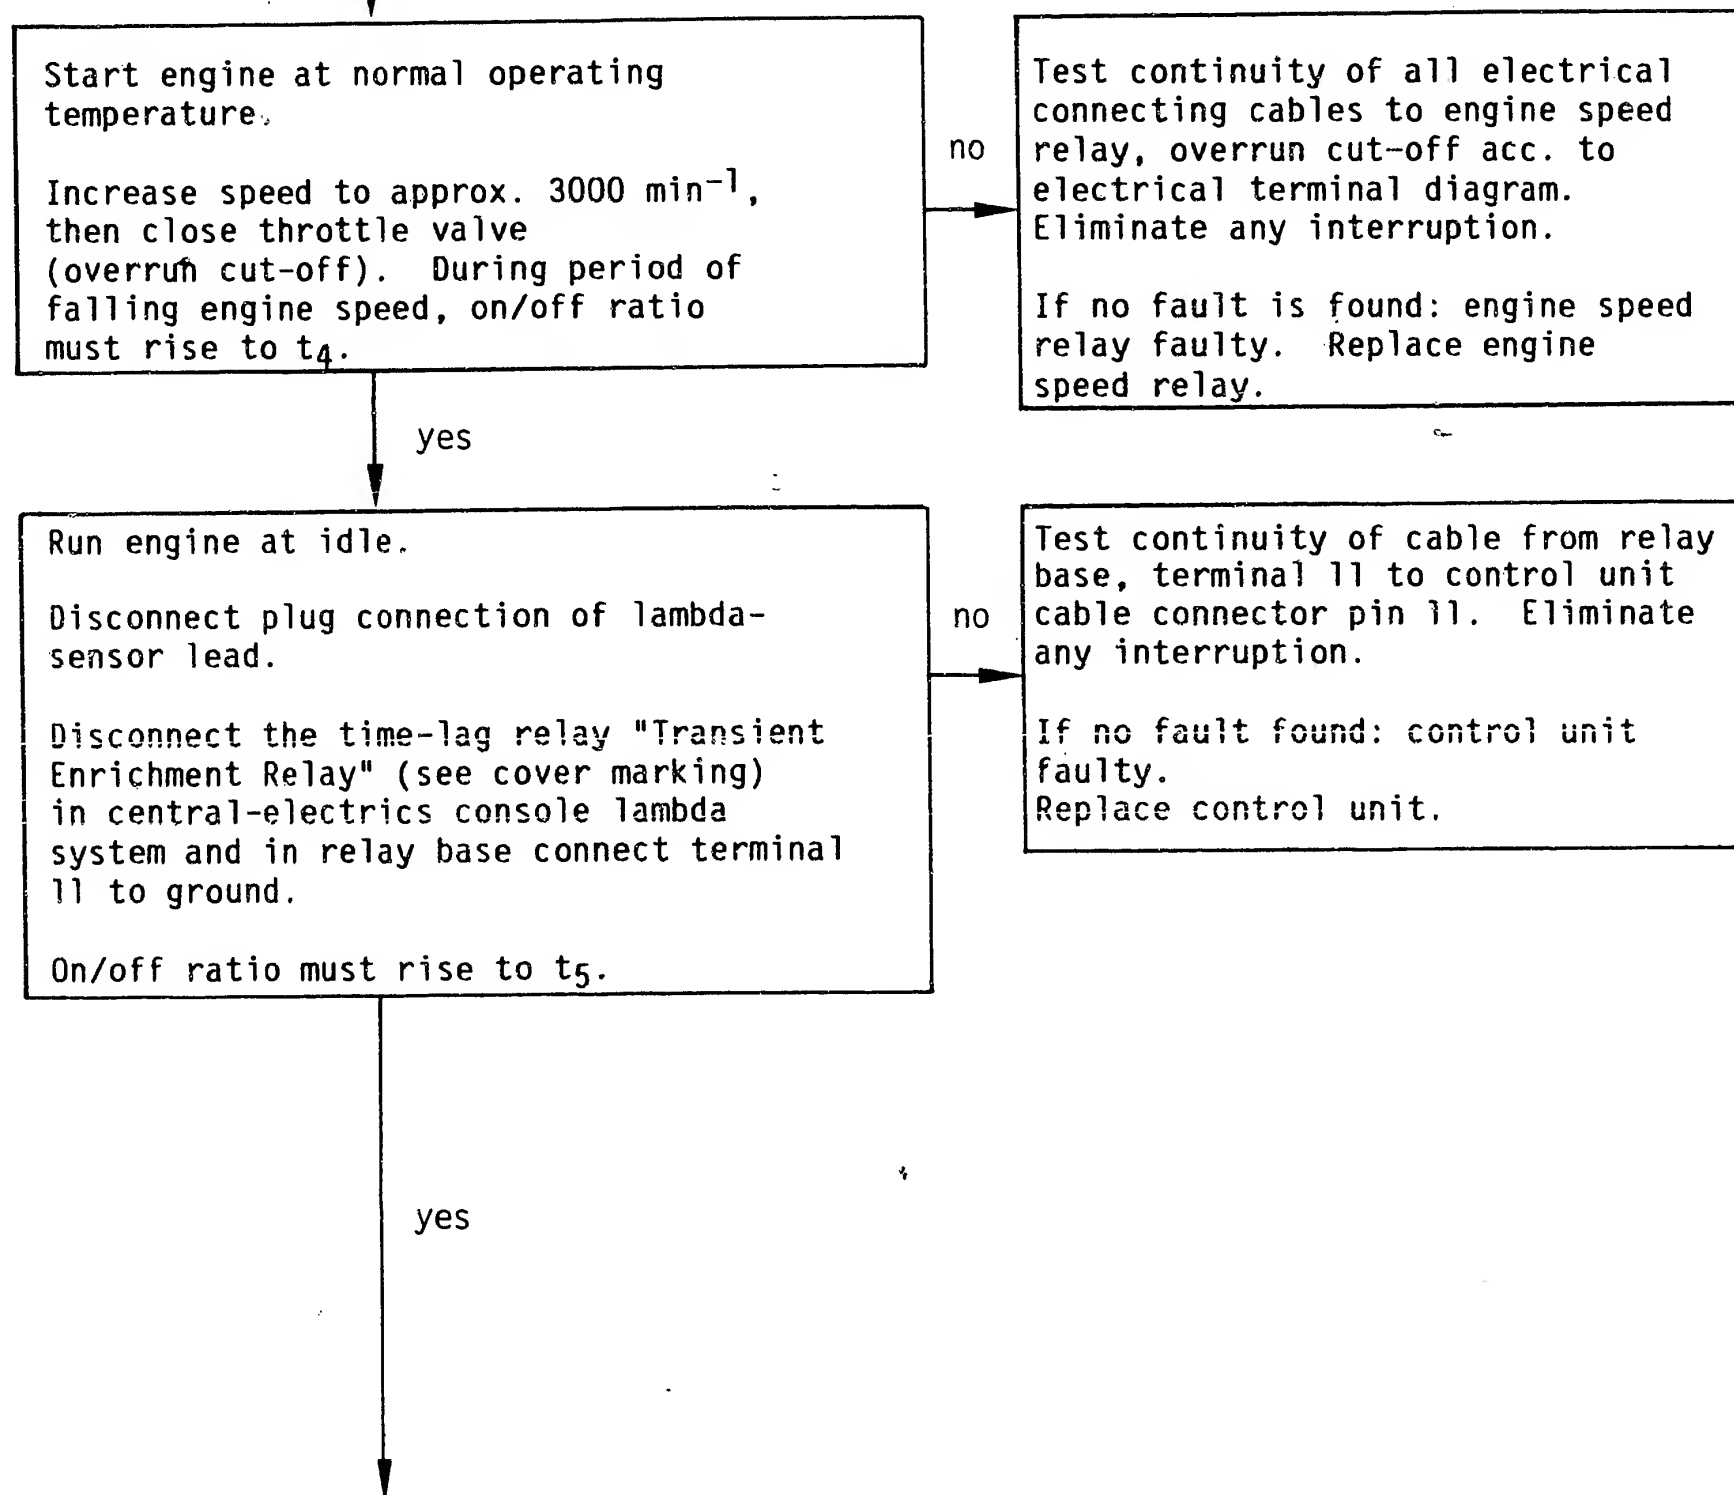 Start engine at normal operating
temperature.
Increase speed to approx. 3000 min⁻¹,
then close throttle valve
(overrun cut-off). During period of
falling engine speed, on/off ratio
must rise to t4.
no
Test continuity of all electrical
connecting cables to engine speed
relay, overrun cut-off acc. to
electrical terminal diagram.
Eliminate any interruption.
If no fault is found: engine speed
relay faulty. Replace engine
speed relay.
yes
Run engine at idle.
Disconnect plug connection of lambda-
sensor lead.
Disconnect the time-lag relay "Transient
Enrichment Relay" (see cover marking)
in central-electrics console lambda
system and in relay base connect terminal
11 to ground.
On/off ratio must rise to t5.
no
Test continuity of cable from relay
base, terminal 11 to control unit
cable connector pin 11. Eliminate
any interruption.
If no fault found: control unit
faulty.
Replace control unit.
yes